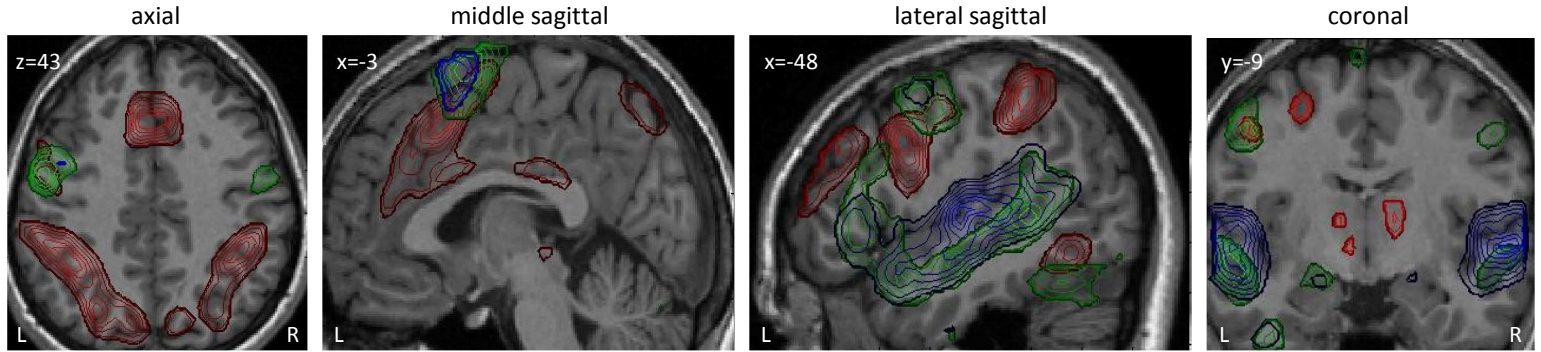 axial
middle sagittal
lateral sagittal
coronal
z=43
x=-3
x=-48
y=-9
L
R
L
L
L
R